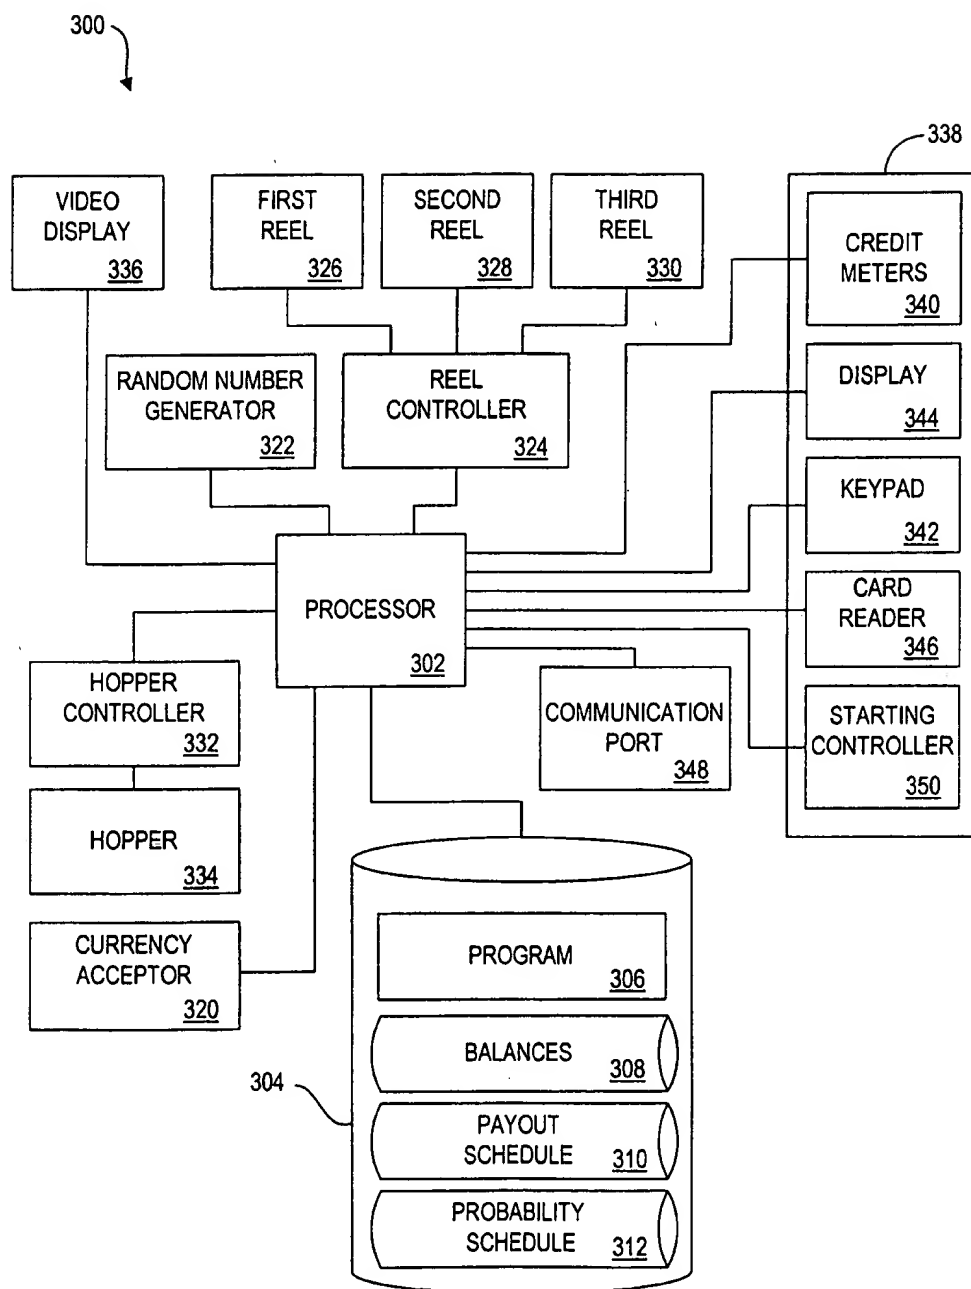 300
338
VIDEO
DISPLAY
336
FIRST
REEL
326
SECOND
REEL
328
THIRD
REEL
330
CREDIT
METERS
340
RANDOM NUMBER
GENERATOR
322
REEL
CONTROLLER
324
DISPLAY
344
KEYPAD
342
PROCESSOR
302
CARD
READER
346
HOPPER
CONTROLLER
332
COMMUNICATION
PORT
348
STARTING
CONTROLLER
350
HOPPER
334
CURRENCY
ACCEPTOR
320
PROGRAM
306
BALANCES
308
304
PAYOUT
SCHEDULE
310
PROBABILITY
SCHEDULE
312